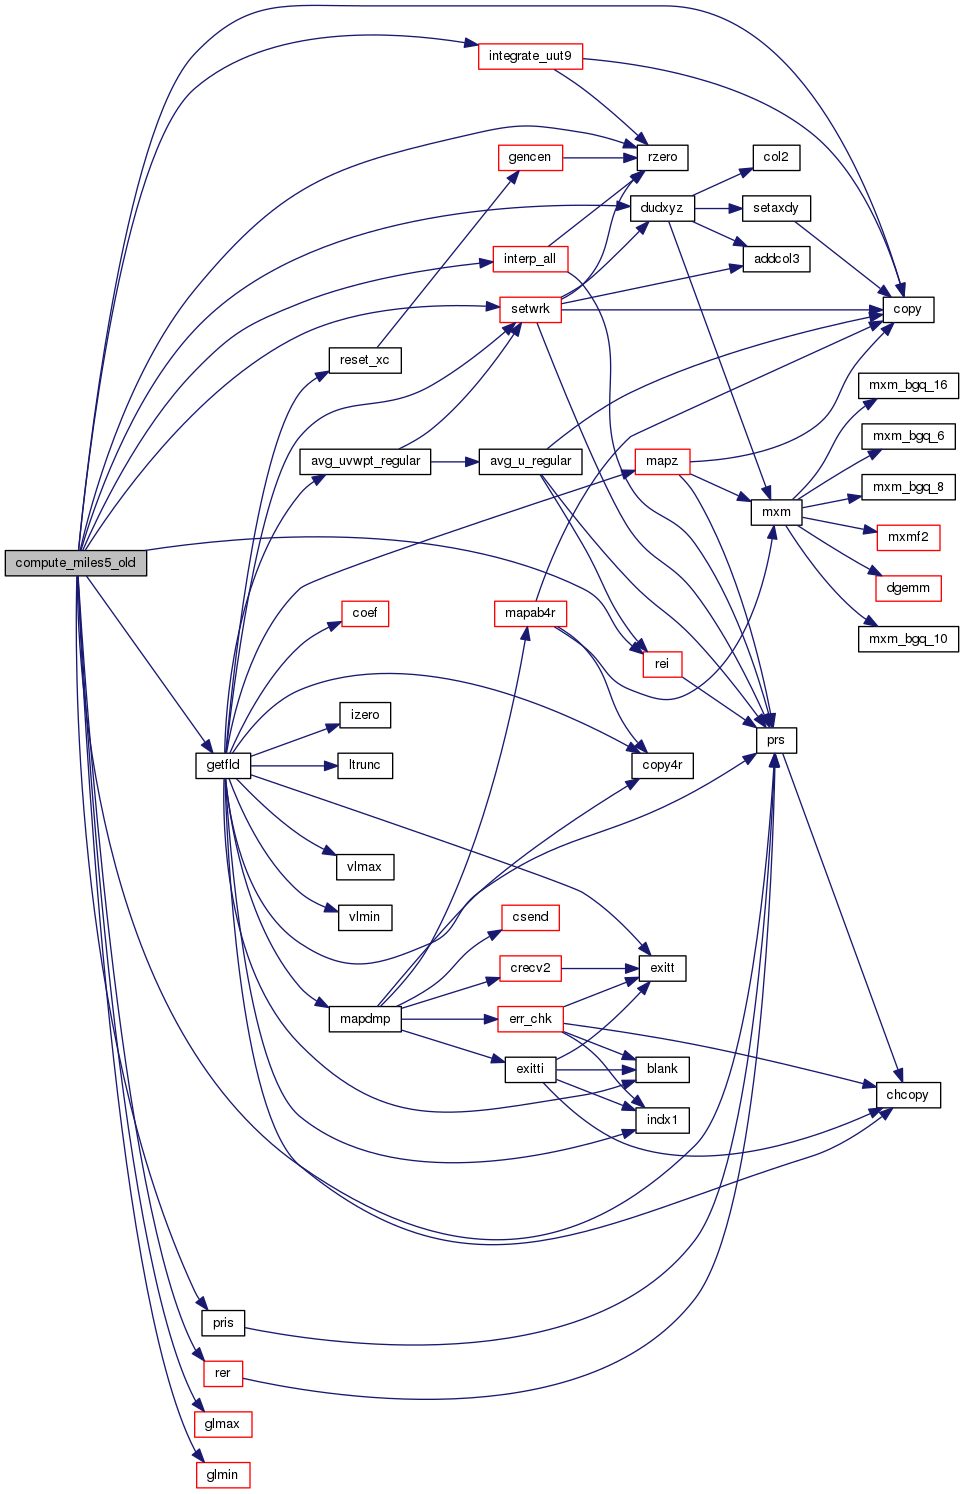 integrate_uut9
gencen
rzero
col2
dudxyz
setaxdy
interp_all
addcol3
setwrk
copy
reset_xc
mxm_bgq_16
mxm_bgq_6
avg_uvwpt_regular
avg_u_regular
mapz
mxm_bgq_8
mxm
mxmf2
compute_miles5_old
dgemm
coef
mapab4r
mxm_bgq_10
rei
izero
prs
getfld
ltrunc
copy4r
vlmax
vlmin
csend
crecv2
exitt
mapdmp
err_chk
exitti
blank
chcopy
indx1
pris
rer
glmax
glmin